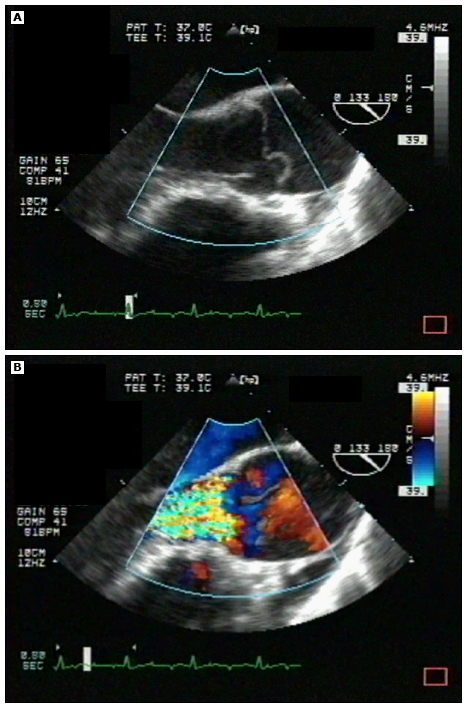 A
PAT T: 37.0C
TEE T: 39.1C
[hp]
4.6MHZ
39.
C
M
/
S
39.
0 133 180
GAIN 65
COMP 41
81BPM
10CM
12HZ
0.80
SEC
B
PAT T: 37.0C
TEE T: 39.1C
[hp]
4.6MHZ
39.
C
M
/
S
39.
0 133 180
GAIN 65
COMP 41
81BPM
10CM
12HZ
0.80
SEC